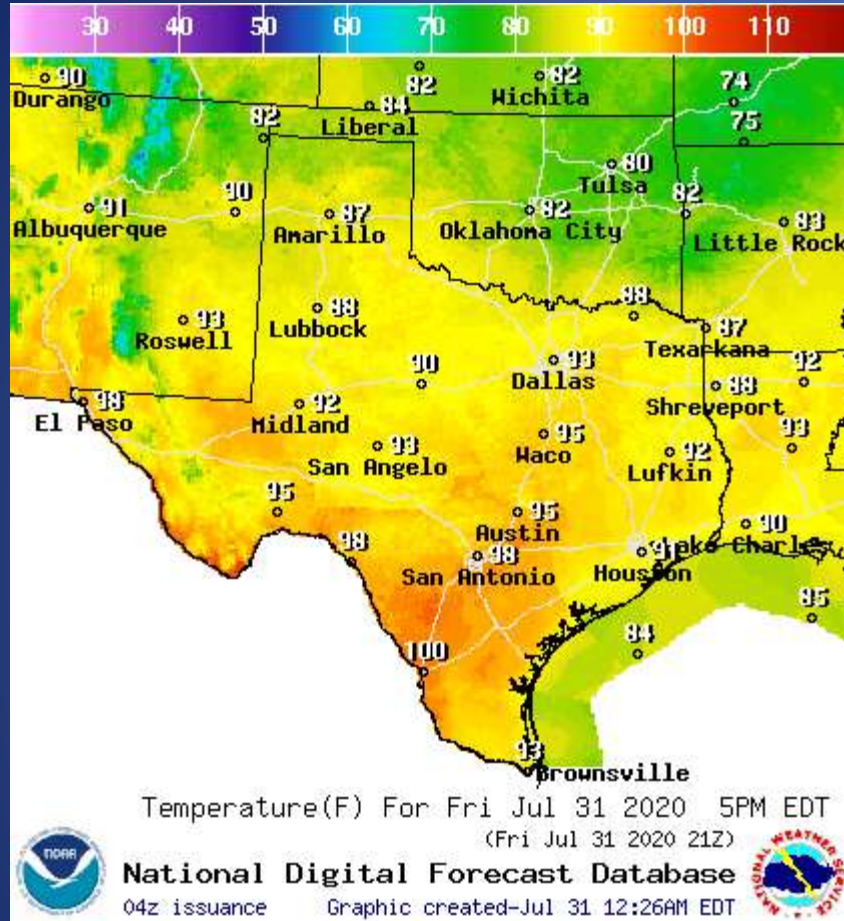 30 40 50 60 70 80 90 100 110
90
Durango
82
82
Wichita
74
84
Liberal
82
75
80
Tulsa
91
Albuquerque
90
87
Amarillo
82
Oklahoma City
82
83
Little Rock
93
Roswell
88
Lubbock
88
87
Texarkana
98
El Paso
92
Midland
90
93
Dallas
88
Shreveport
92
93
San Angelo
95
Waco
92
Lufkin
93
95
98
95
Austin
98
San Antonio
91
Houston
90
Lake Charles
85
84
100
93
Brownsville
Temperature(F) For Fri Jul 31 2020 5PM EDT
(Fri Jul 31 2020 21Z)
NOAA
National Digital Forecast Database
04z issuance Graphic created-Jul 31 12:26AM EDT
NATIONAL WEATHER SERVICE